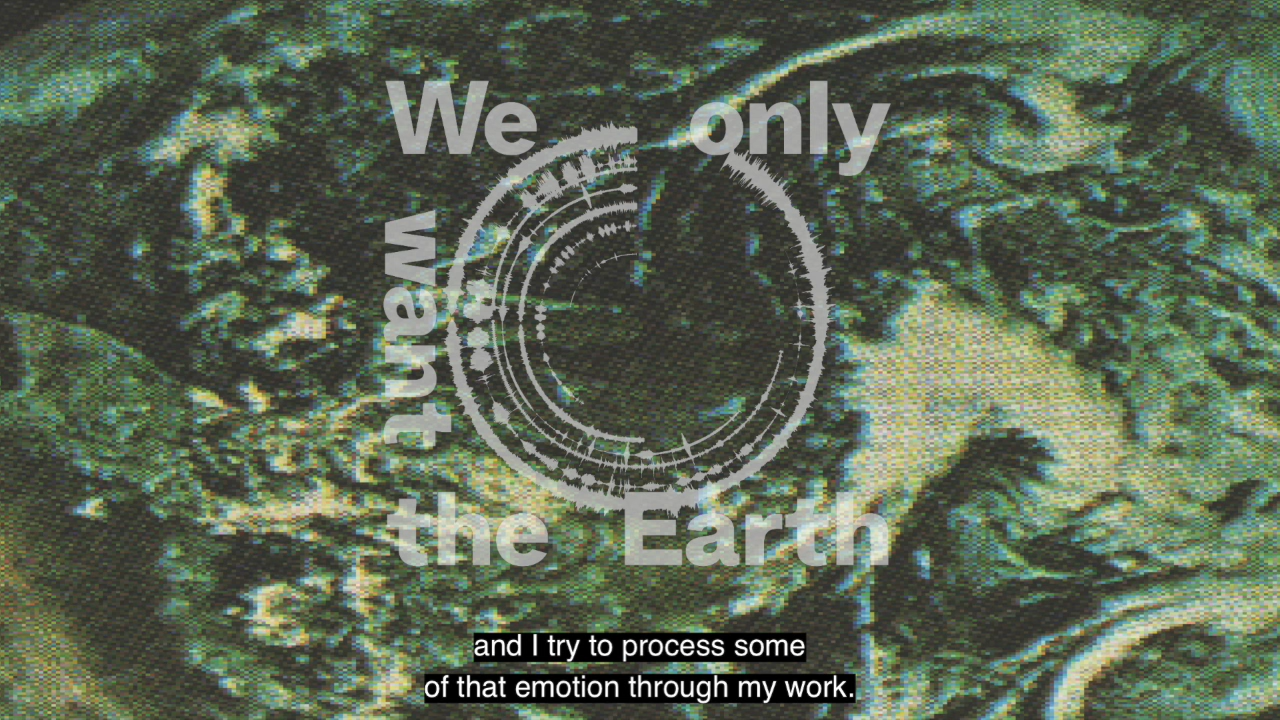 We only
want
the Earth
and I try to process some
of that emotion through my work.